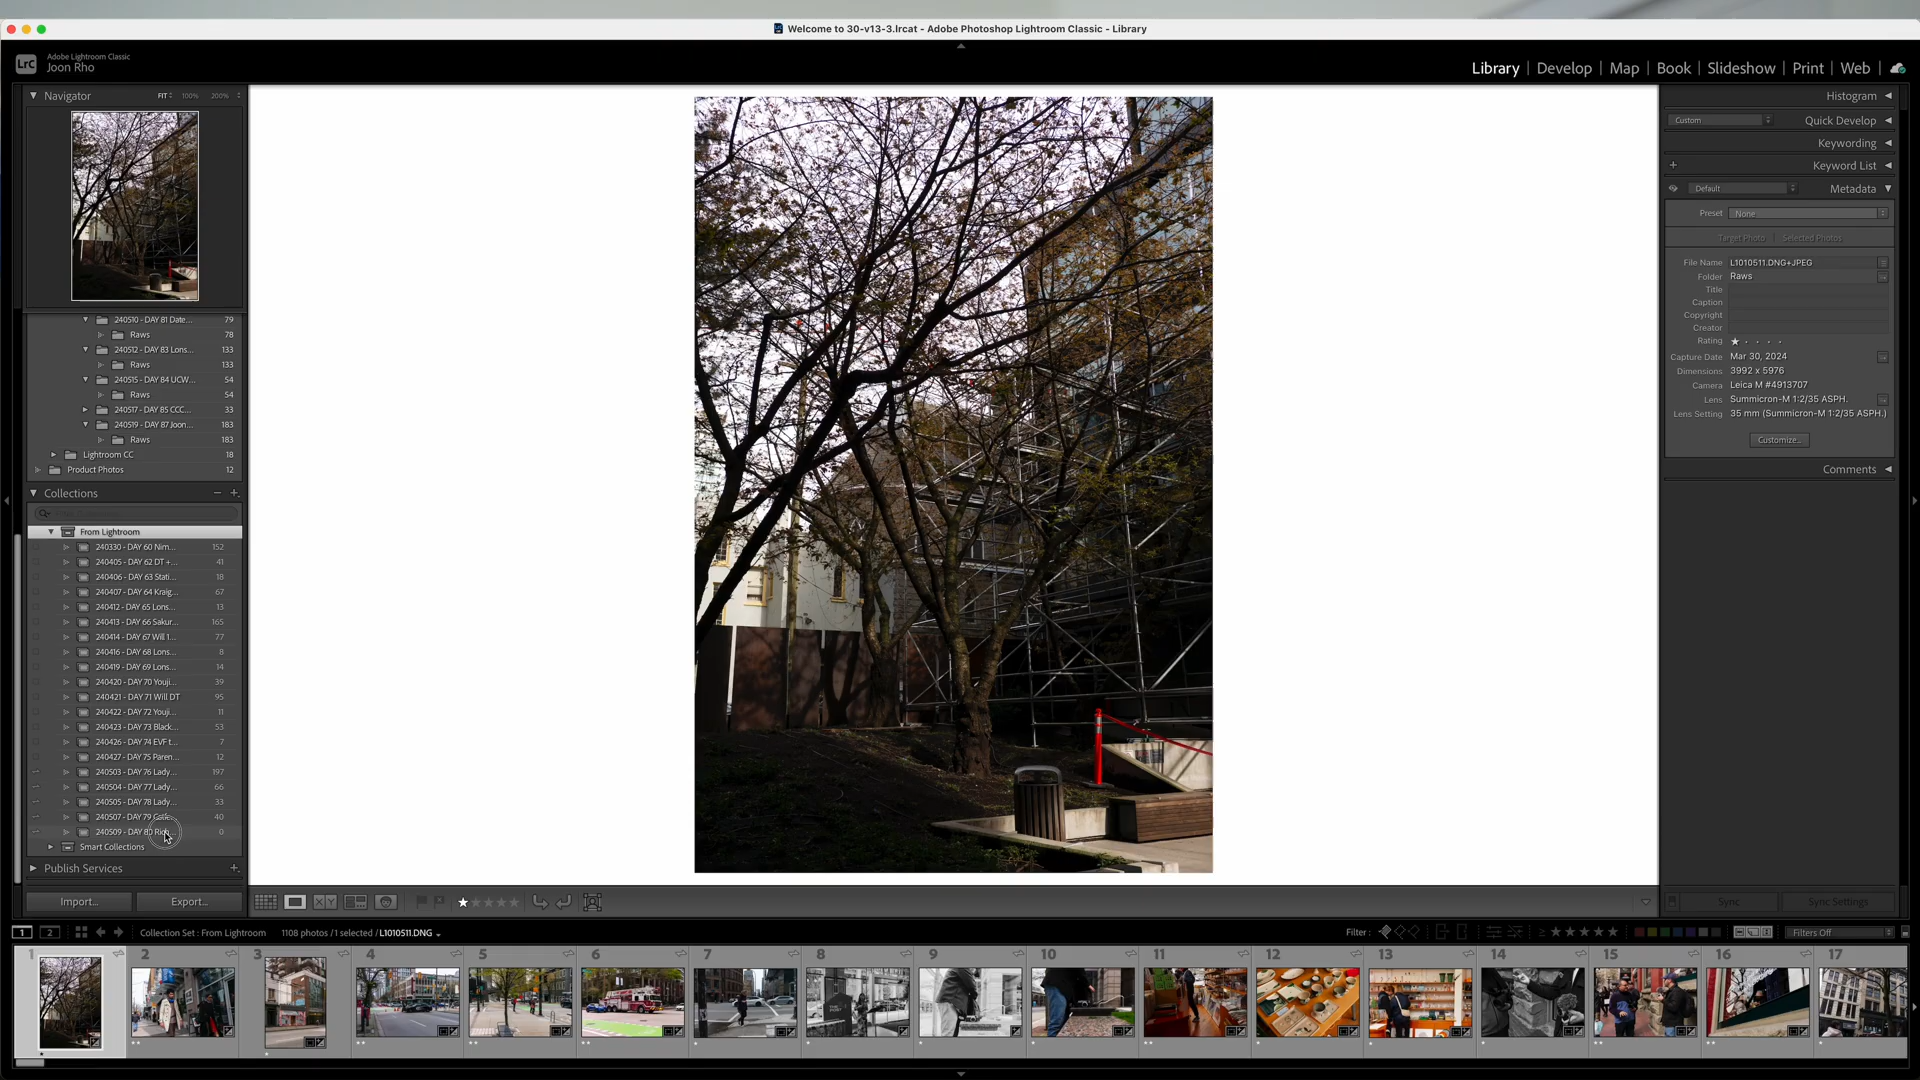 Welcome to 30-v13-3.lrcat - Adobe Photoshop Lightroom Classic - Library
LrC
Adobe Lightroom Classic
Joon Rho
Library | Develop | Map | Book | Slideshow | Print | Web
Navigator FIT 100% 200%
240510 - DAY 81 Date... 79
Raws 78
240512 - DAY 83 Lons... 133
Raws 133
240515 - DAY 84 UCW... 54
Raws 54
240517 - DAY 85 CCC... 33
240519 - DAY 87 Joon... 183
Raws 183
Lightroom CC 18
Product Photos 12
Collections
From Lightroom
240330 - DAY 60 Nim... 152
240405 - DAY 62 DT +... 41
240406 - DAY 63 Stati... 18
240407 - DAY 64 Kraig... 67
240412 - DAY 65 Lons... 13
240413 - DAY 66 Sakur... 165
240414 - DAY 67 Will 1... 77
240416 - DAY 68 Lons... 8
240419 - DAY 69 Lons... 14
240420 - DAY 70 Youji... 39
240421 - DAY 71 Will DT 95
240422 - DAY 72 Youji... 11
240423 - DAY 73 Black... 53
240426 - DAY 74 EVF t... 7
240427 - DAY 75 Paren... 12
240503 - DAY 76 Lady... 197
240504 - DAY 77 Lady... 66
240505 - DAY 78 Lady... 33
240507 - DAY 79 40
240509 - DAY 80 0
Smart Collections
Publish Services
Import... Export...
Histogram
Custom Quick Develop
Keywording
Keyword List
Default Metadata
Preset None
Target Photo Selected Photos
File Name L1010511.DNG+JPEG
Folder Raws
Title
Caption
Copyright
Creator
Rating
Capture Date Mar 30, 2024
Dimensions 3992 x 5976
Camera Leica M #4913707
Lens Summicron-M 1:2/35 ASPH.
Lens Setting 35 mm (Summicron-M 1:2/35 ASPH.)
Customize...
Comments
XY
Sync Sync Settings
1 2 Collection Set : From Lightroom 1108 photos / 1 selected / L1010511.DNG Filter : Filters Off
1 2 3 4 5 6 7 8 9 10 11 12 13 14 15 16 17